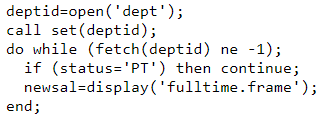 deptid=open('dept');
call set(deptid);
do while (fetch(deptid) ne -1);
  if (status='PT') then continue;
  newsal=display('fulltime.frame');
end;